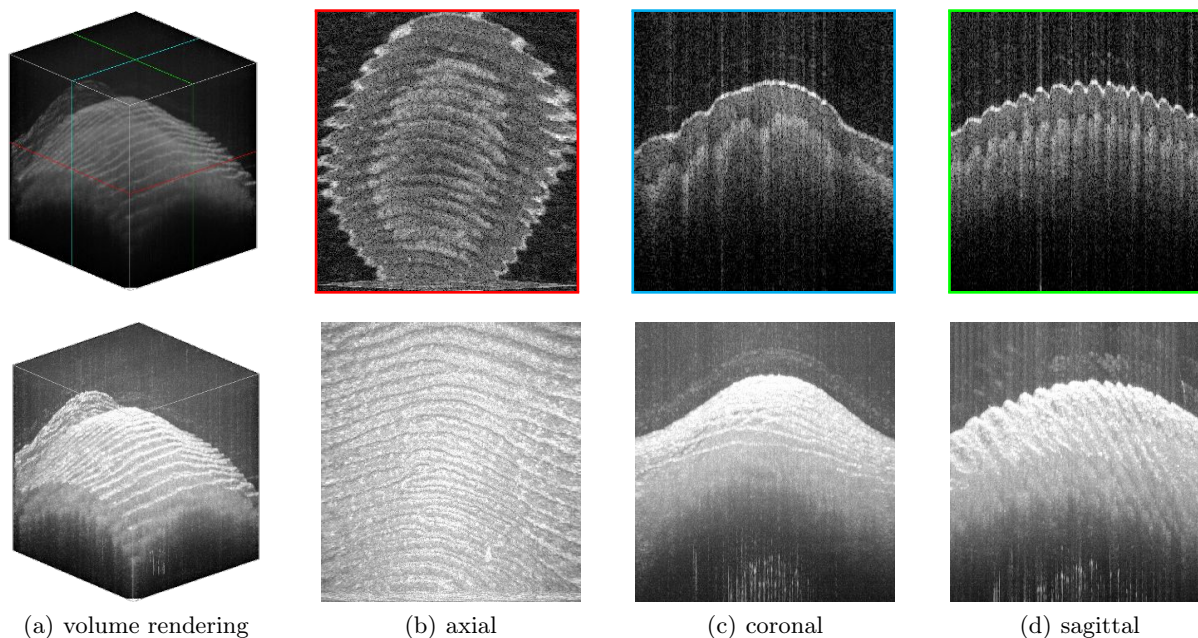 (a) volume rendering
(b) axial
(c) coronal
(d) sagittal